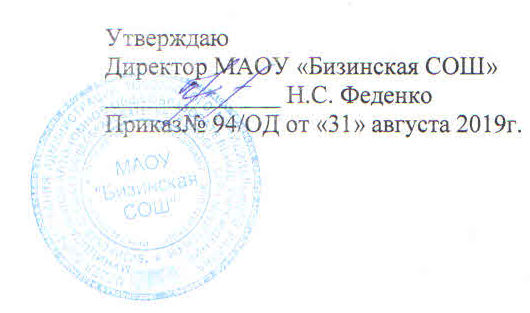 Утверждаю
Директор МАОУ «Бизинская СОШ»
Н.С. Феденко
Приказ№ 94/ОД от «31» августа 2019г.
МАОУ
"Бизинская
СОШ"